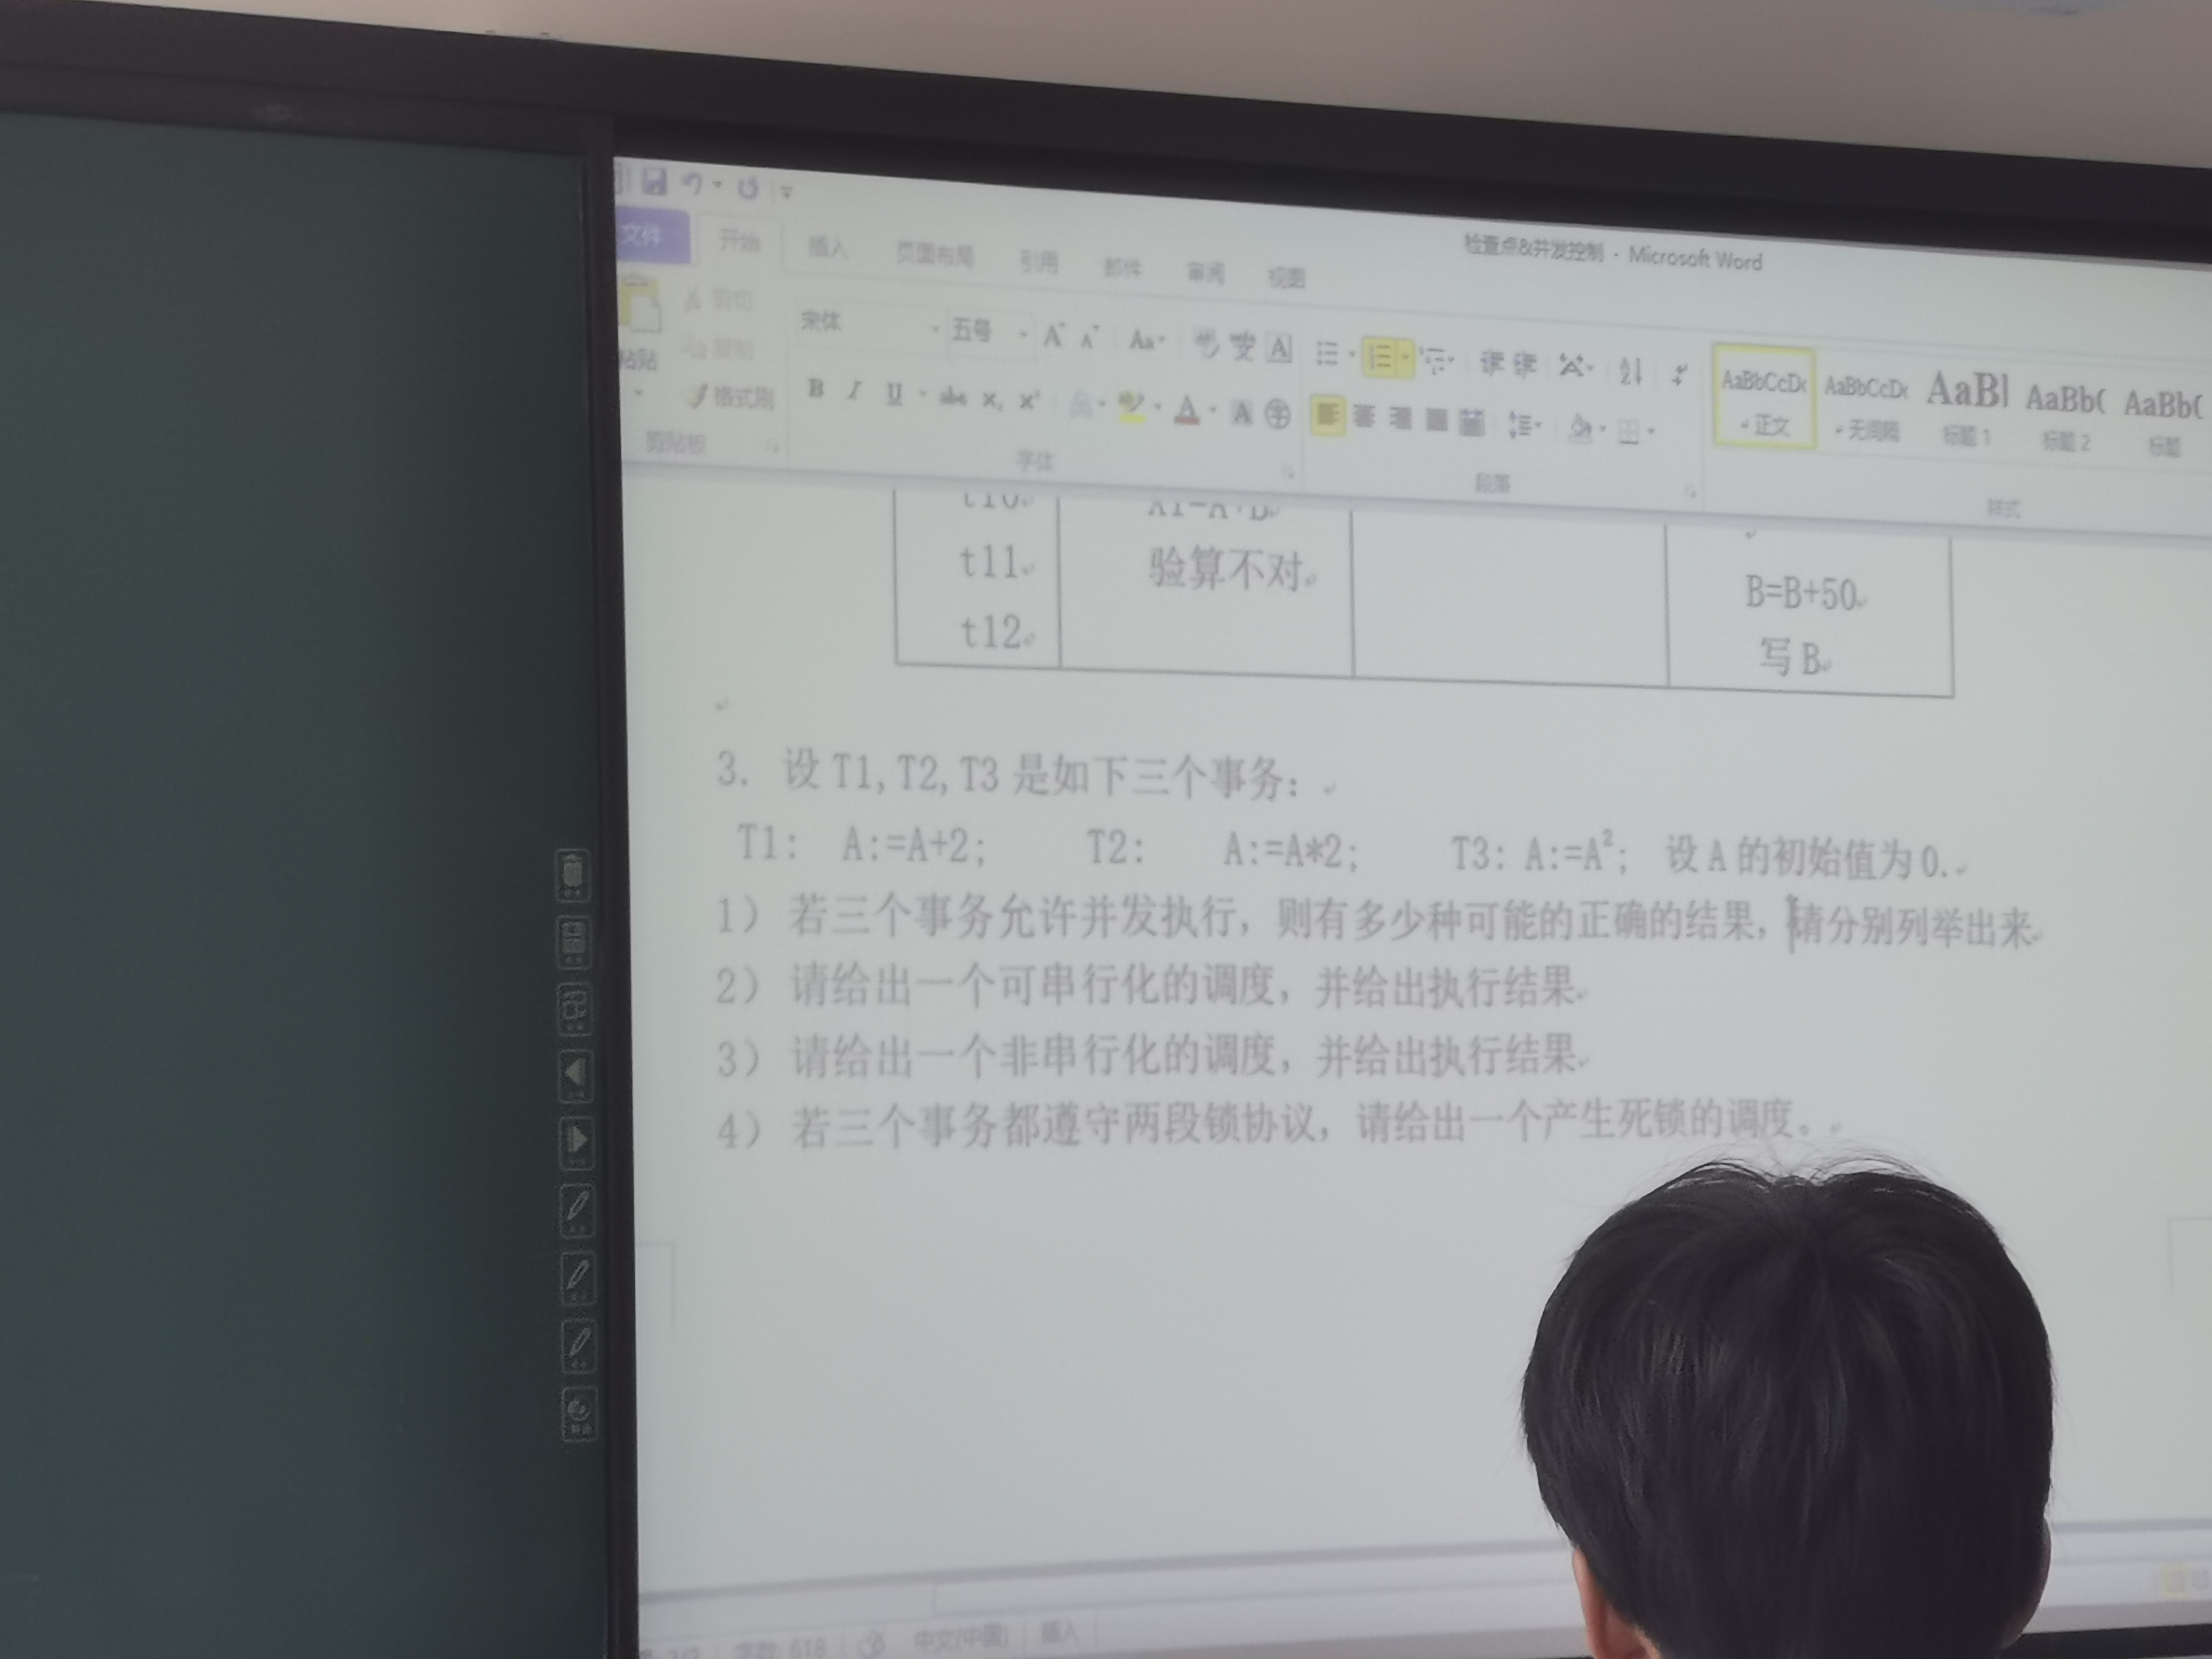 检查点&并发控制 - Microsoft Word
文件 开始 插入 页面布局 引用 邮件 审阅 视图
剪切
宋体 五号
粘贴 复制
格式刷
AaBbCcDc AaBbCcDc AaBl AaBb( AaBb(
正文 无间隔 标题 1 标题 2 标题
剪贴板 字体 段落 样式
t10
t11 验算不对 B=B+50
t12 写 B
3. 设 T1,T2,T3 是如下三个事务：
T1: A:=A+2; T2: A:=A*2; T3: A:=A²; 设 A 的初始值为 0.
1）若三个事务允许并发执行，则有多少种可能的正确的结果，请分别列举出来
2）请给出一个可串行化的调度，并给出执行结果
3）请给出一个非串行化的调度，并给出执行结果
4）若三个事务都遵守两段锁协议，请给出一个产生死锁的调度。
字数: 618 中文(中国) 插入